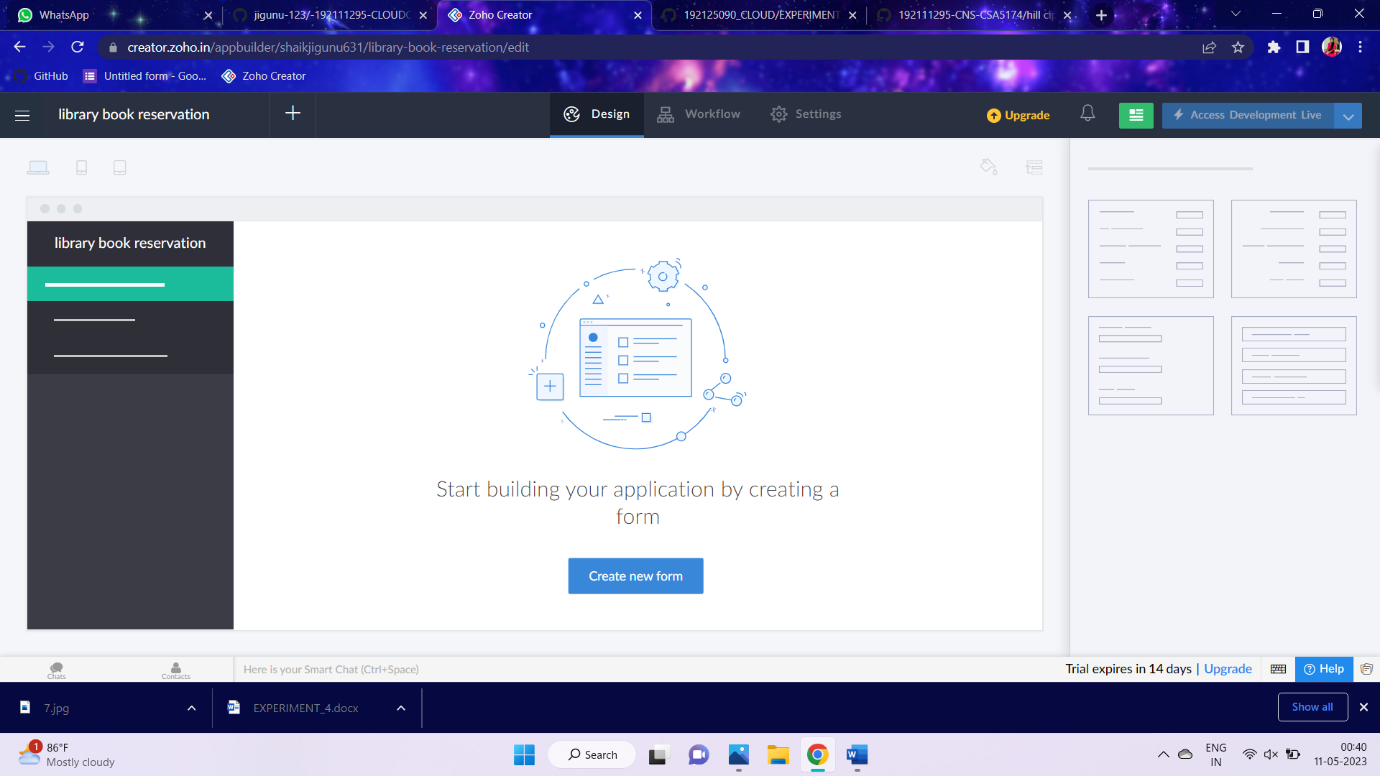 WhatsApp
jigunu-123/-192111295-CLOUDC
Zoho Creator
192125090_CLOUD/EXPERIMENT
192111295-CNS-CSA5174/hill cip
creator.zoho.in/appbuilder/shaikjigunu631/library-book-reservation/edit
GitHub
Untitled form - Goo...
Zoho Creator
library book reservation
Design
Workflow
Settings
Upgrade
Access Development Live
library book reservation
Start building your application by creating a
form
Create new form
Chats
Contacts
Here is your Smart Chat (Ctrl+Space)
Trial expires in 14 days | Upgrade
Help
7.jpg
EXPERIMENT_4.docx
Show all
1
86°F
Mostly cloudy
Search
ENG
IN
00:40
11-05-2023